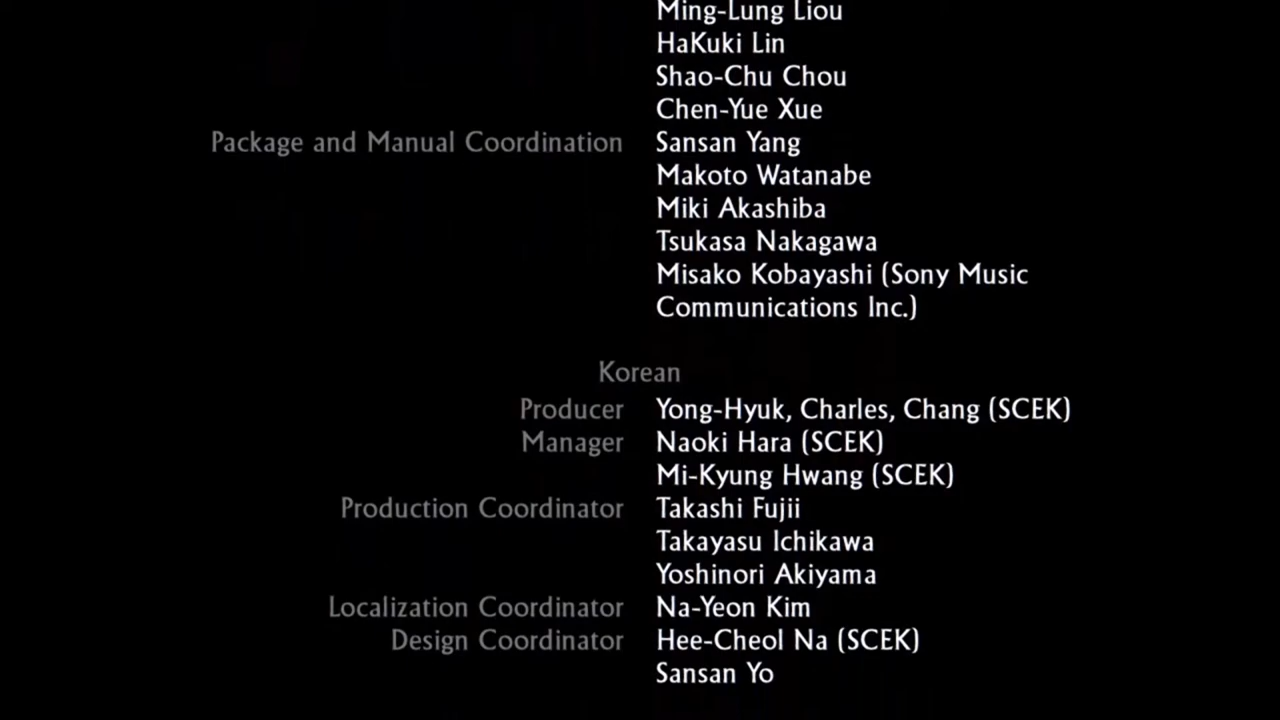 Ming-Lung Liou
HaKuki Lin
Shao-Chu Chou
Chen-Yue Xue
Package and Manual Coordination Sansan Yang
Makoto Watanabe
Miki Akashiba
Tsukasa Nakagawa
Misako Kobayashi (Sony Music
Communications Inc.)
Korean
Producer Yong-Hyuk, Charles, Chang (SCEK)
Manager Naoki Hara (SCEK)
Mi-Kyung Hwang (SCEK)
Production Coordinator Takashi Fujii
Takayasu Ichikawa
Yoshinori Akiyama
Localization Coordinator Na-Yeon Kim
Design Coordinator Hee-Cheol Na (SCEK)
Sansan Yo